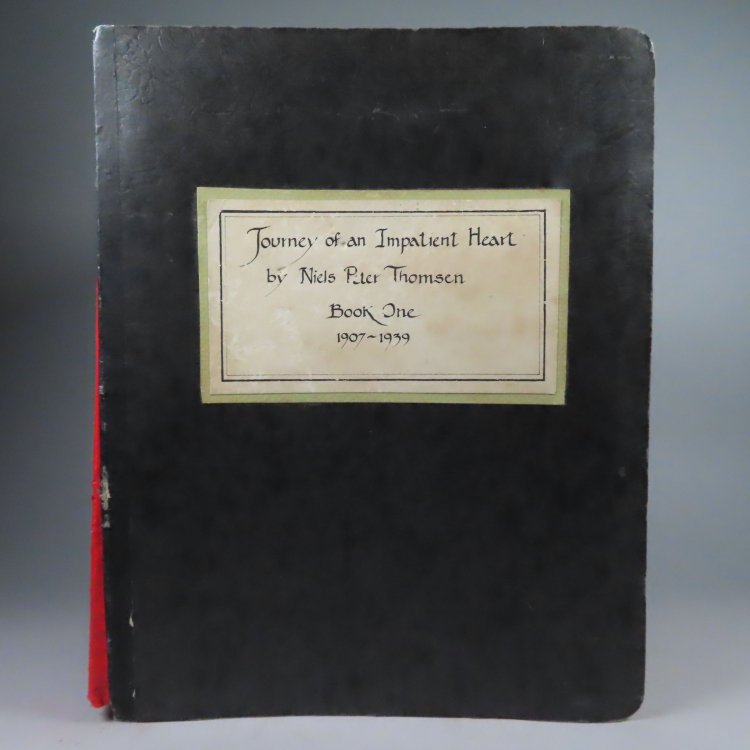 Journey of an Impatient Heart
by Niels Peter Thomsen
Book One
1907~1939